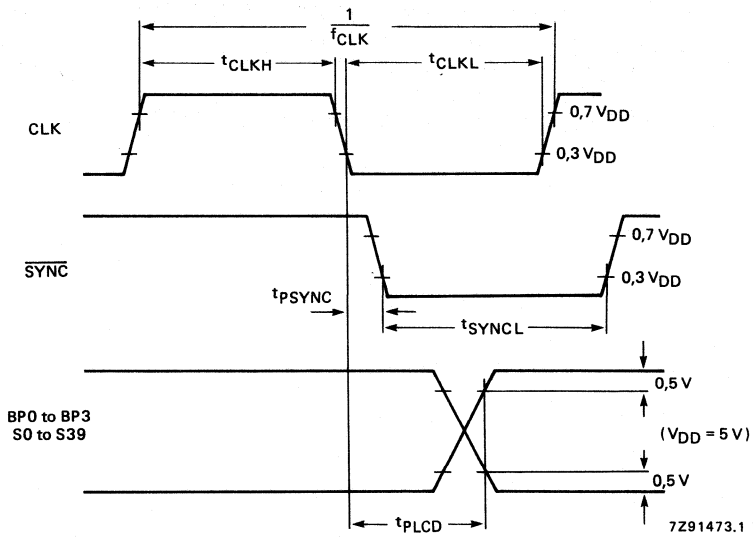 1
fCLK
tCLKH
tCLKL
CLK
0,7 VDD
0,3 VDD
SYNC
0,7 VDD
0,3 VDD
tPSYNC
tSYNCL
BP0 to BP3
S0 to S39
0,5 V
(VDD = 5 V)
0,5 V
tPLCD
7Z91473.1